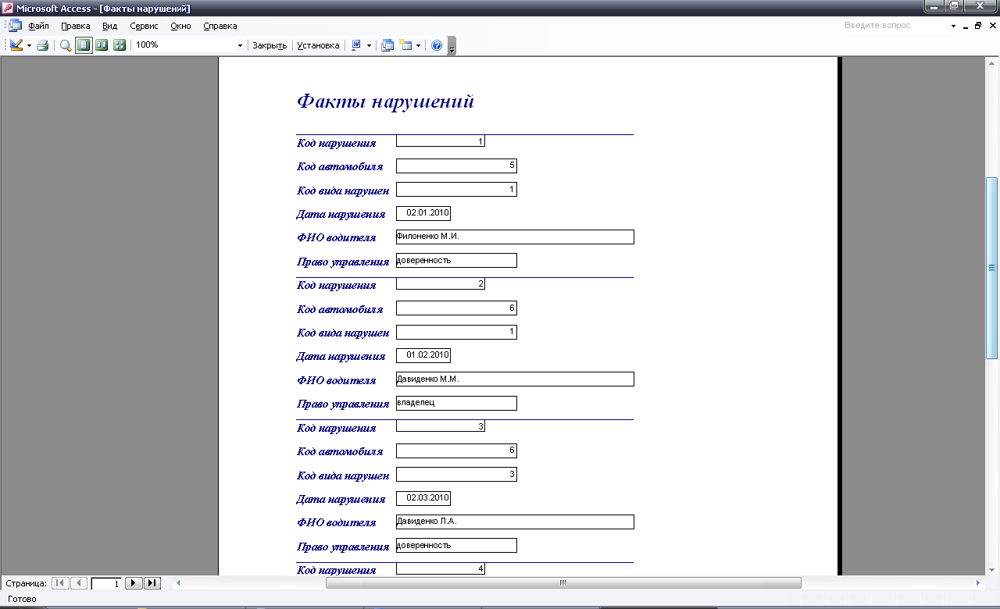 Microsoft Access - [Факты нарушений]
Файл Правка Вид Сервис Окно Справка Введите вопрос
100% Закрыть Установка
Факты нарушений
Код нарушения 1
Код автомобиля 5
Код вида нарушен 1
Дата нарушения 02.01.2010
ФИО водителя Филоненко М.И.
Право управления доверенность
Код нарушения 2
Код автомобиля 6
Код вида нарушен 1
Дата нарушения 01.02.2010
ФИО водителя Давиденко М.М.
Право управления владелец
Код нарушения 3
Код автомобиля 6
Код вида нарушен 3
Дата нарушения 02.03.2010
ФИО водителя Давиденко Л.А.
Право управления доверенность
Код нарушения 4
Страница: 1
Готово